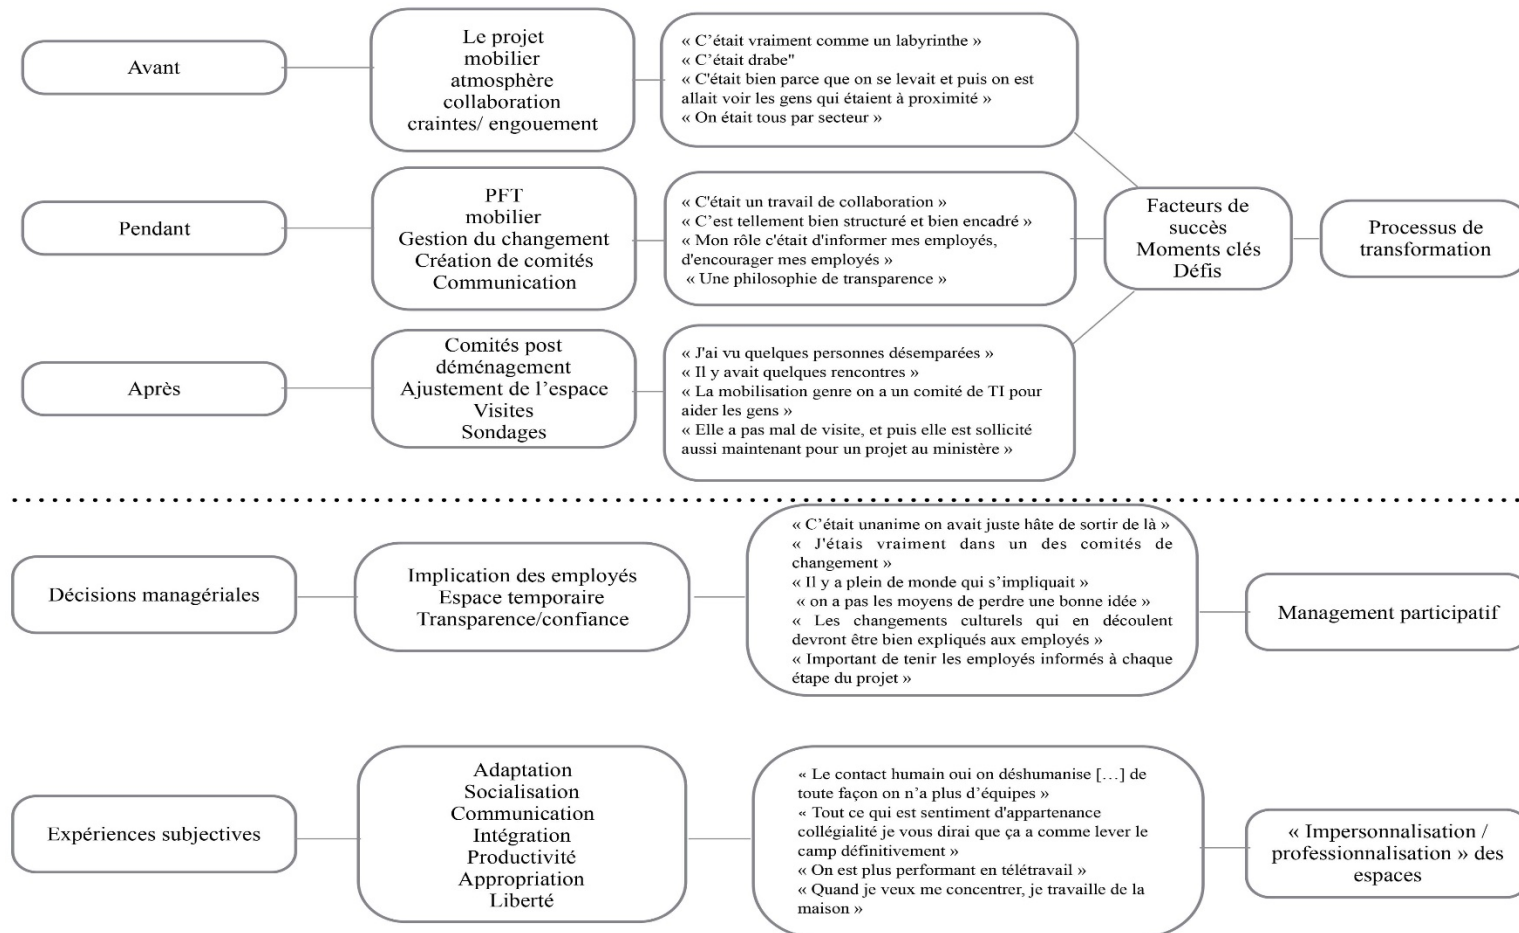 Avant
Le projet
mobilier
atmosphère
collaboration
craintes/ engouement
« C’était vraiment comme un labyrinthe »
« C’était drabe"
« C'était bien parce que on se levait et puis on est
allait voir les gens qui étaient à proximité »
« On était tous par secteur »
Pendant
PFT
mobilier
Gestion du changement
Création de comités
Communication
« C'était un travail de collaboration »
« C’est tellement bien structuré et bien encadré »
« Mon rôle c'était d'informer mes employés,
d'encourager mes employés »
« Une philosophie de transparence »
Facteurs de
succès
Moments clés
Défis
Processus de
transformation
Après
Comités post
déménagement
Ajustement de l’espace
Visites
Sondages
« J'ai vu quelques personnes désemparées »
« Il y avait quelques rencontres »
« La mobilisation genre on a un comité de TI pour
aider les gens »
« Elle a pas mal de visite, et puis elle est sollicité
aussi maintenant pour un projet au ministère »
Décisions managériales
Implication des employés
Espace temporaire
Transparence/confiance
« C’était unanime on avait juste hâte de sortir de là »
« J'étais vraiment dans un des comités de
changement »
« Il y a plein de monde qui s’impliquait »
« on a pas les moyens de perdre une bonne idée »
« Les changements culturels qui en découlent
devront être bien expliqués aux employés »
« Important de tenir les employés informés à chaque
étape du projet »
Management participatif
Expériences subjectives
Adaptation
Socialisation
Communication
Intégration
Productivité
Appropriation
Liberté
« Le contact humain oui on déshumanise […] de
toute façon on n’a plus d’équipes »
« Tout ce qui est sentiment d'appartenance
collégialité je vous dirai que ça a comme lever le
camp définitivement »
« On est plus performant en télétravail »
« Quand je veux me concentrer, je travaille de la
maison »
« Impersonnalisation /
professionnalisation » des
espaces